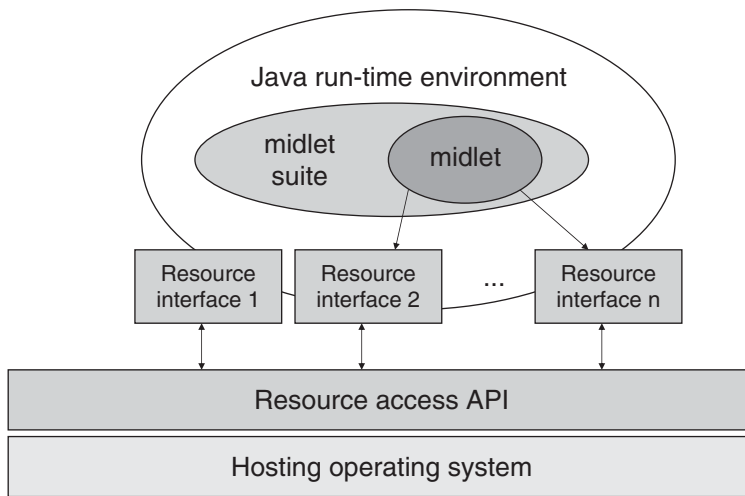 Java run-time environment
midlet
suite
midlet
Resource
interface 1
Resource
interface 2
...
Resource
interface n
Resource access API
Hosting operating system